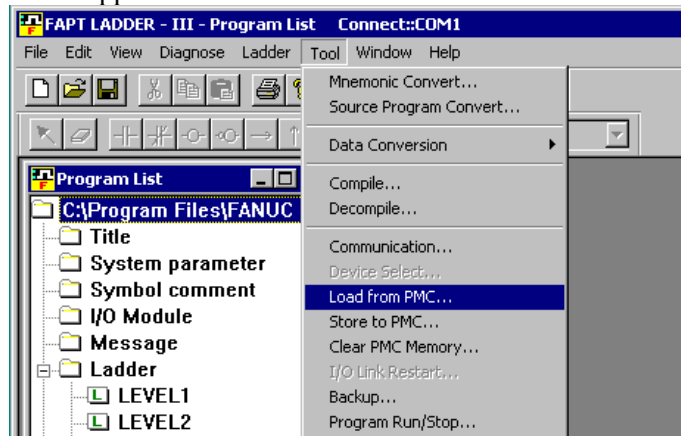 FAPT LADDER - III - Program List Connect::COM1
File Edit View Diagnose Ladder Tool Window Help
Mnemonic Convert...
Source Program Convert...
Data Conversion
Compile...
Decompile...
Communication...
Device Select...
Load from PMC...
Store to PMC...
Clear PMC Memory...
I/O Link Restart...
Backup...
Program Run/Stop...
Program List
C:\Program Files\FANUC
Title
System parameter
Symbol comment
I/O Module
Message
Ladder
L LEVEL1
L LEVEL2